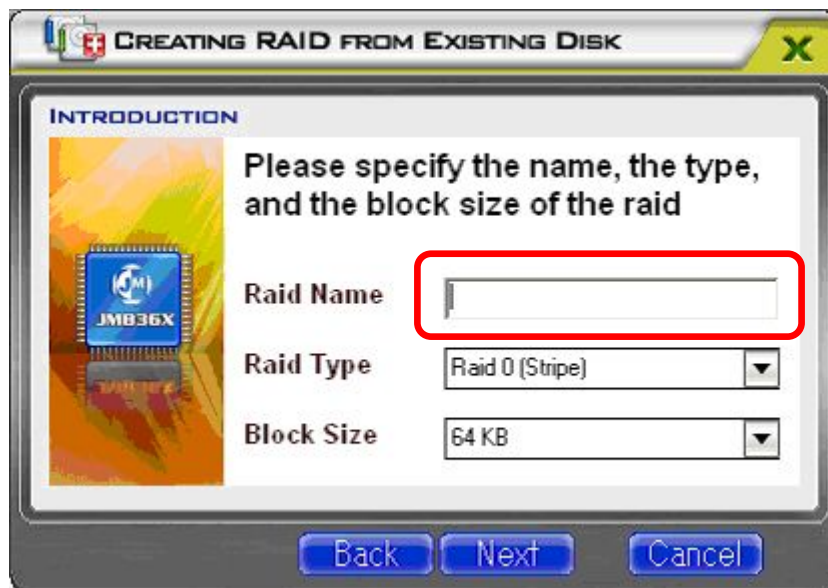 CREATING RAID FROM EXISTING DISK
X
INTRODUCTION
Please specify the name, the type,
and the block size of the raid
JM
JMB36X
Raid Name
Raid Type
Raid 0 (Stripe)
Block Size
64 KB
Back
Next
Cancel